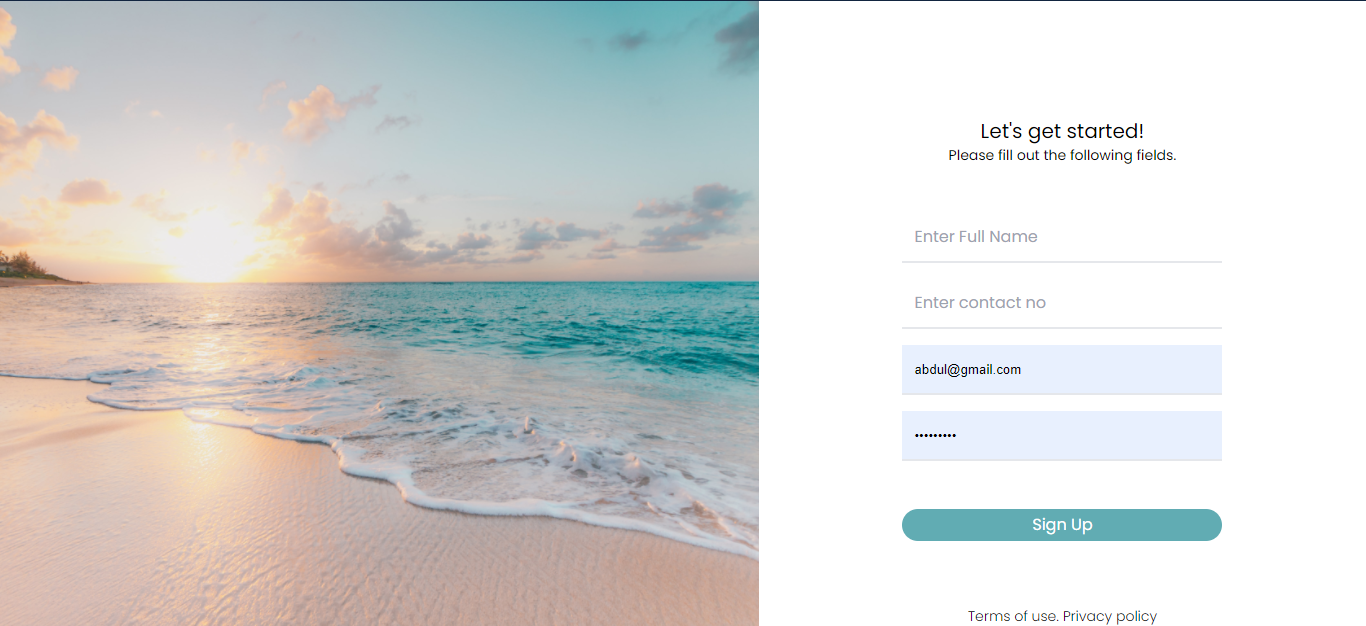 Let's get started!
Please fill out the following fields.
Enter Full Name
Enter contact no
abdul@gmail.com
•••••••••
Sign Up
Terms of use. Privacy policy